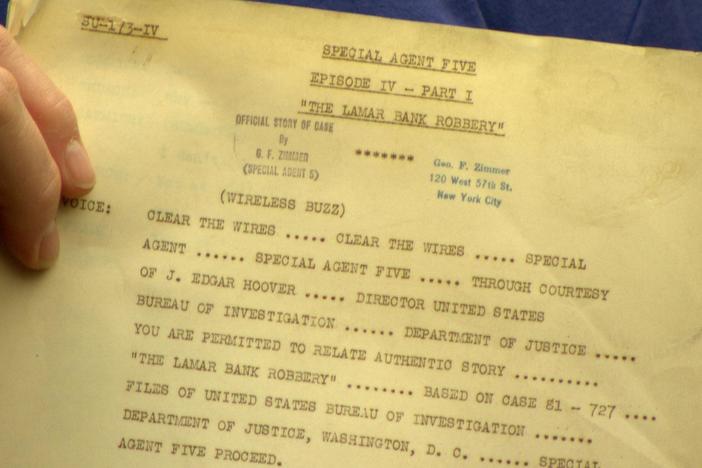 SU-1/3-IV
SPECIAL AGENT FIVE
EPISODE IV - PART I
"THE LAMAR BANK ROBBERY"
OFFICIAL STORY OF CASE
By
G. F. ZIMMER
(SPECIAL AGENT 5)
*******
Geo. F. Zimmer
120 West 57th St.
New York City
(WIRELESS BUZZ)
VOICE:
CLEAR THE WIRES ..... CLEAR THE WIRES ..... SPECIAL
AGENT ...... SPECIAL AGENT FIVE ..... THROUGH COURTESY
OF J. EDGAR HOOVER ..... DIRECTOR UNITED STATES
BUREAU OF INVESTIGATION ...... DEPARTMENT OF JUSTICE .....
YOU ARE PERMITTED TO RELATE AUTHENTIC STORY ..........
"THE LAMAR BANK ROBBERY" ........ BASED ON CASE 81 - 727 ....
FILES OF UNITED STATES BUREAU OF INVESTIGATION .......
DEPARTMENT OF JUSTICE, WASHINGTON, D. C. ...... SPECIAL
AGENT FIVE PROCEED.